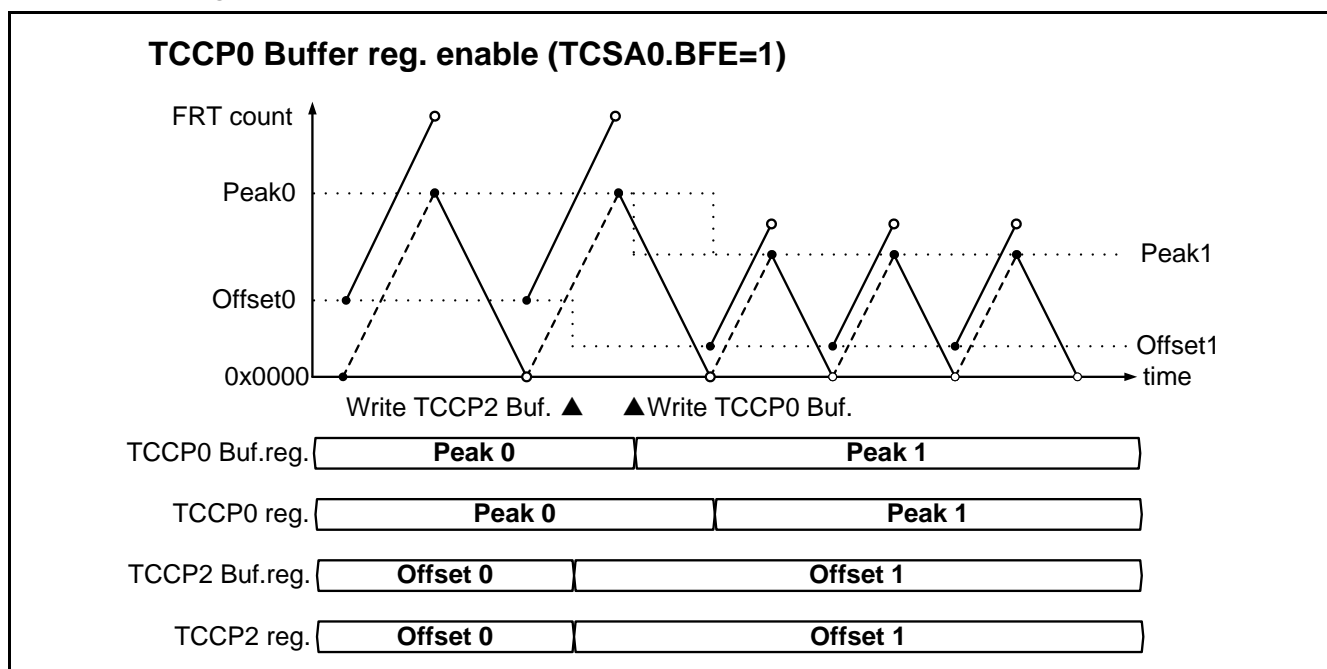 TCCP0 Buffer reg. enable (TCSA0.BFE=1)
FRT count
Peak0
Peak1
Offset0
Offset1
0x0000
time
Write TCCP2 Buf. ▲ ▲Write TCCP0 Buf.
TCCP0 Buf.reg. Peak 0 Peak 1
TCCP0 reg. Peak 0 Peak 1
TCCP2 Buf.reg. Offset 0 Offset 1
TCCP2 reg. Offset 0 Offset 1